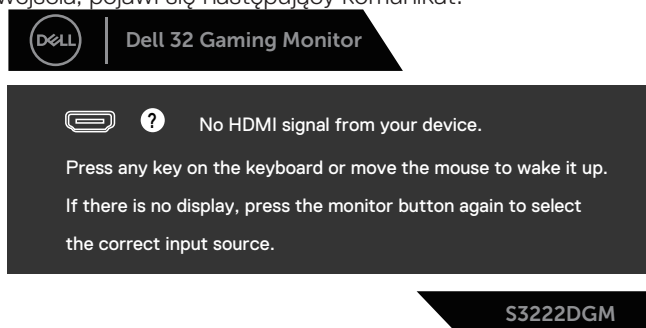 wejścia, pojawi się następujący komunikat:
DELL
Dell 32 Gaming Monitor
? No HDMI signal from your device.
Press any key on the keyboard or move the mouse to wake it up.
If there is no display, press the monitor button again to select
the correct input source.
S3222DGM